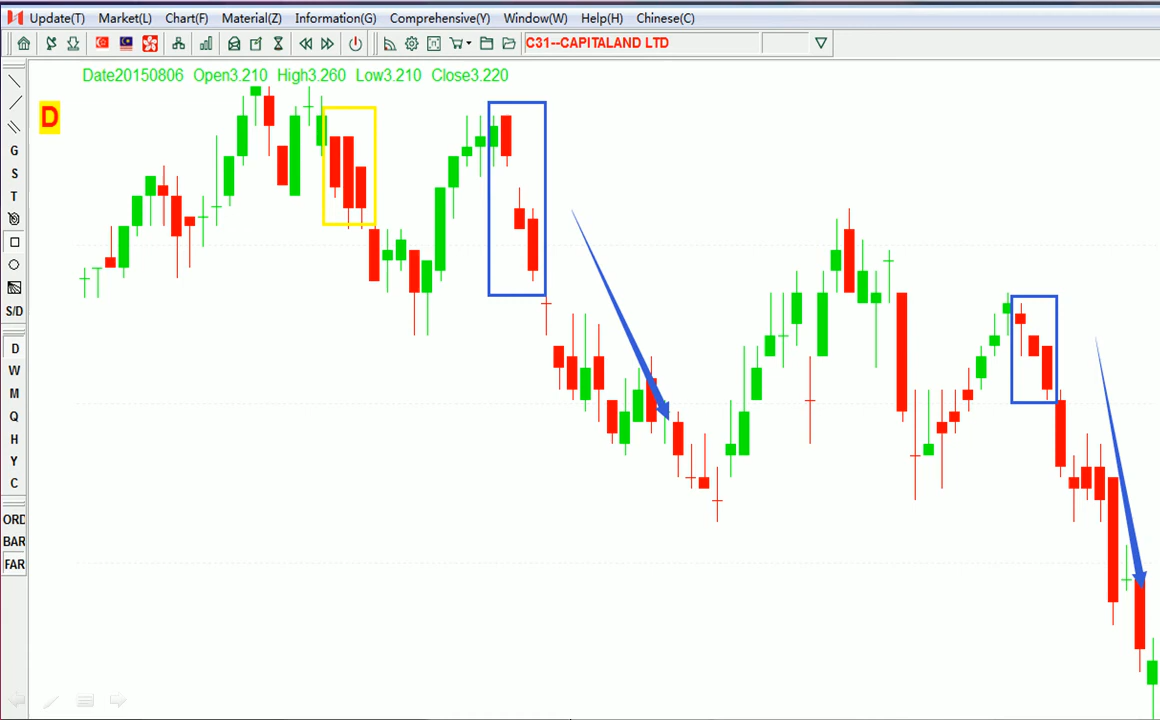 Update(T) Market(L) Chart(F) Material(Z) Information(G) Comprehensive(Y) Window(W) Help(H) Chinese(C)
C31--CAPITALAND LTD
Date20150806 Open3.210 High3.260 Low3.210 Close3.220
D
G
S
T
S/D
D
W
M
Q
H
Y
C
ORD
BAR
FAR